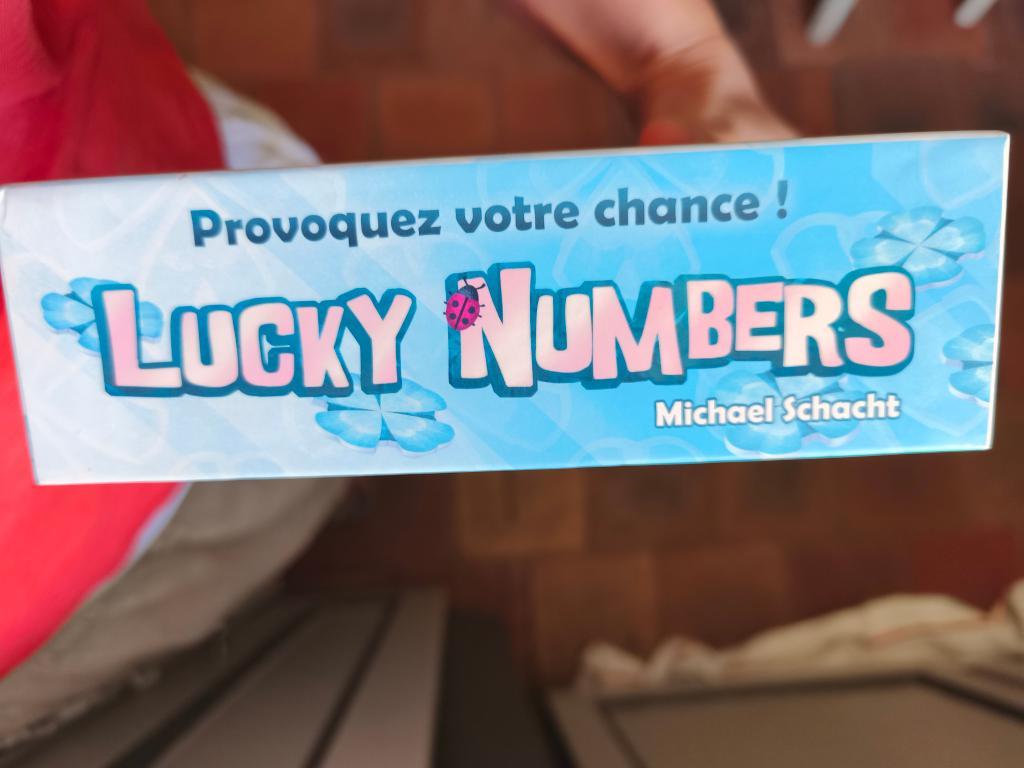 Provoquez votre chance !
LUCKY NUMBERS
Michael Schacht